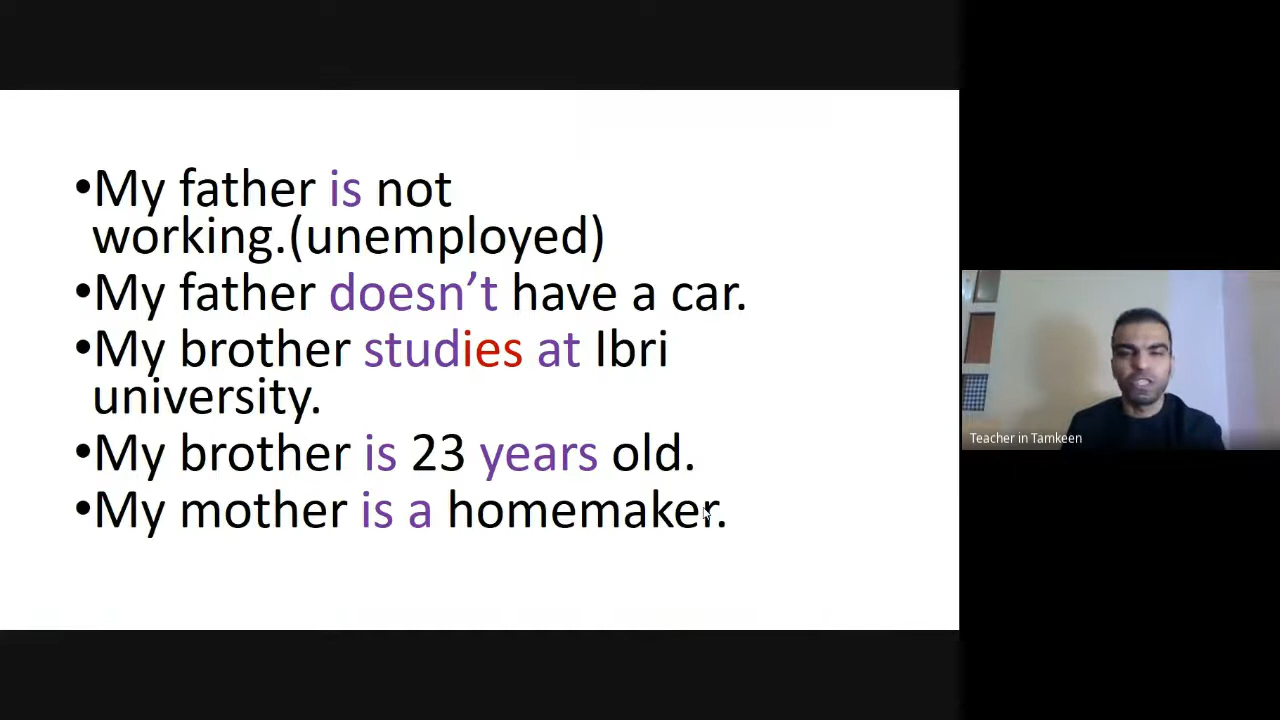 •My father is not
working.(unemployed)
•My father doesn’t have a car.
•My brother studies at Ibri
university.
•My brother is 23 years old.
•My mother is a homemaker.
Teacher in Tamkeen